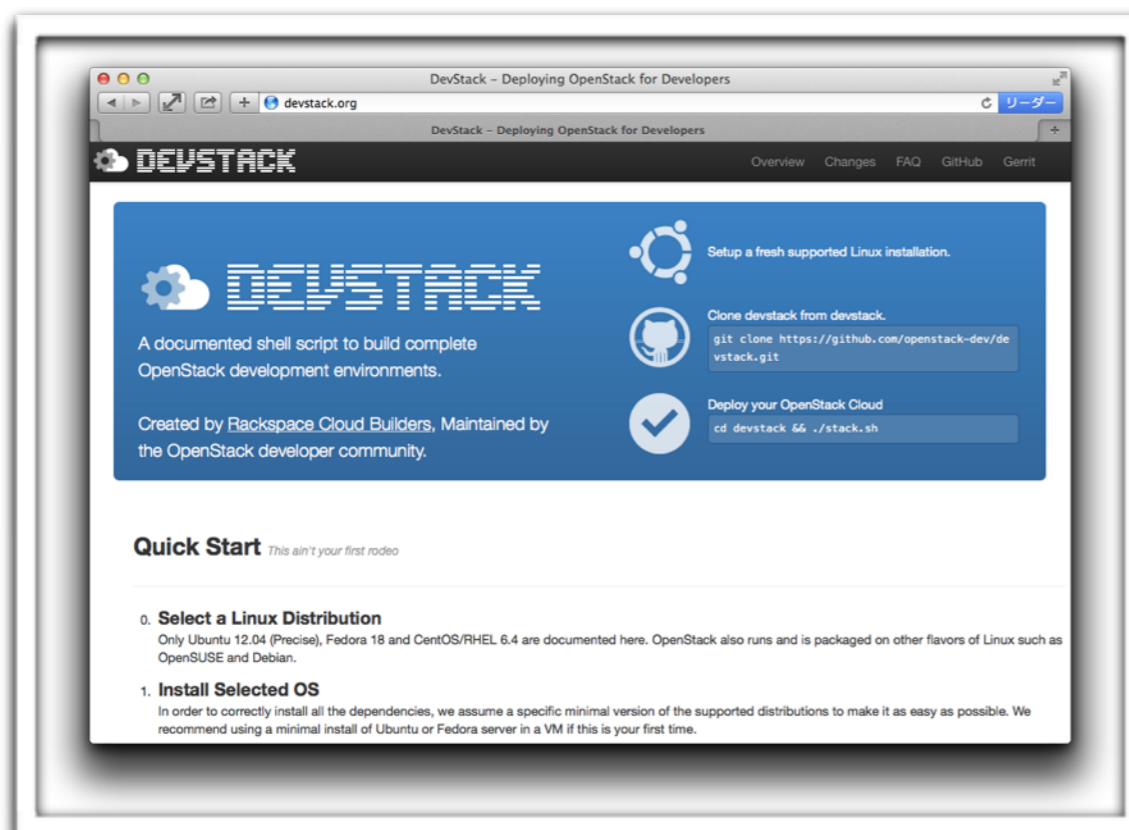 DevStack – Deploying OpenStack for Developers
devstack.org
リーダー
DevStack – Deploying OpenStack for Developers
DEVSTACK
Overview Changes FAQ GitHub Gerrit
DEVSTACK
A documented shell script to build complete
OpenStack development environments.
Created by Rackspace Cloud Builders, Maintained by
the OpenStack developer community.
Setup a fresh supported Linux installation.
Clone devstack from devstack.
git clone https://github.com/openstack-dev/de
vstack.git
Deploy your OpenStack Cloud
cd devstack && ./stack.sh
Quick Start This ain't your first rodeo
0. Select a Linux Distribution
Only Ubuntu 12.04 (Precise), Fedora 18 and CentOS/RHEL 6.4 are documented here. OpenStack also runs and is packaged on other flavors of Linux such as
OpenSUSE and Debian.
1. Install Selected OS
In order to correctly install all the dependencies, we assume a specific minimal version of the supported distributions to make it as easy as possible. We
recommend using a minimal install of Ubuntu or Fedora server in a VM if this is your first time.